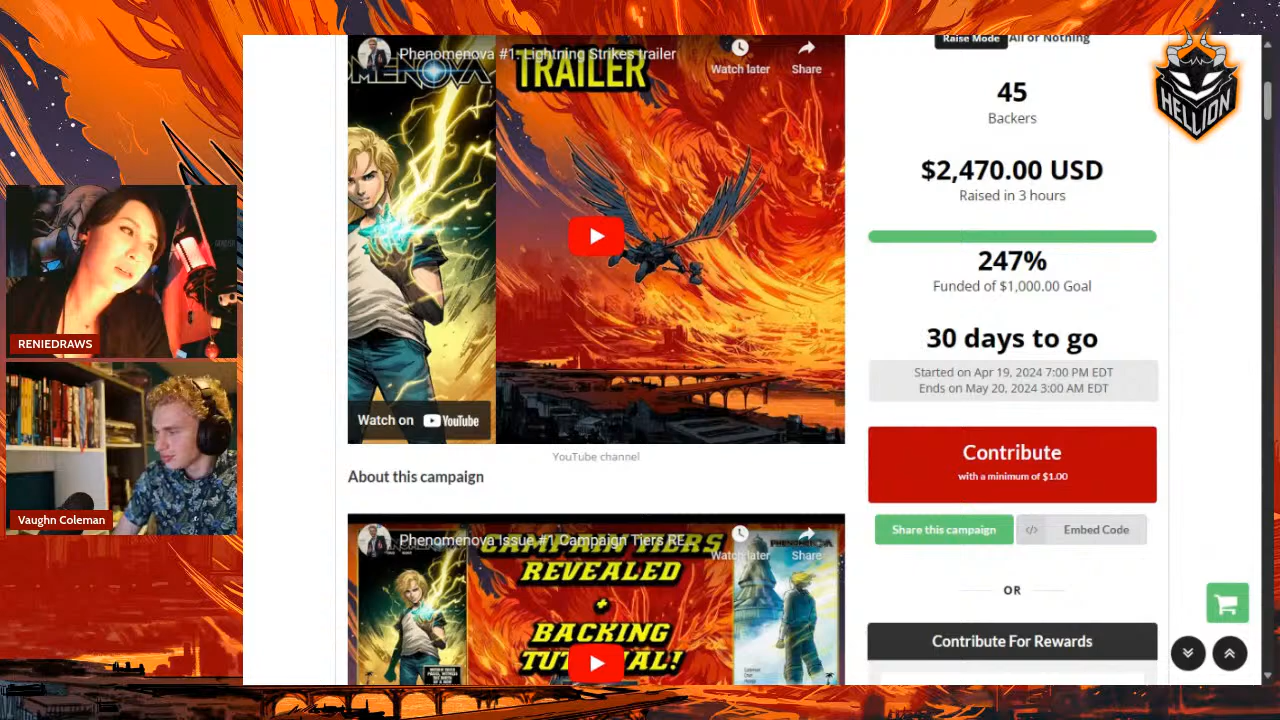 RENIEDRAWS
Vaughn Coleman
Phenomenova #1: Lightning Strikes trailer
Watch later
Share
TRAILER
Watch on YouTube
YouTube channel
About this campaign
Phenomenova Issue #1 Campaign Tiers RE...
Watch later
Share
CAMPAIGN TIERS
REVEALED
+
BACKING
TUTORIAL!
Raise Mode All or Nothing
45
Backers
$2,470.00 USD
Raised in 3 hours
247%
Funded of $1,000.00 Goal
30 days to go
Started on Apr 19, 2024 7:00 PM EDT
Ends on May 20, 2024 3:00 AM EDT
Contribute
with a minimum of $1.00
Share this campaign
</> Embed Code
OR
Contribute For Rewards
HELLION